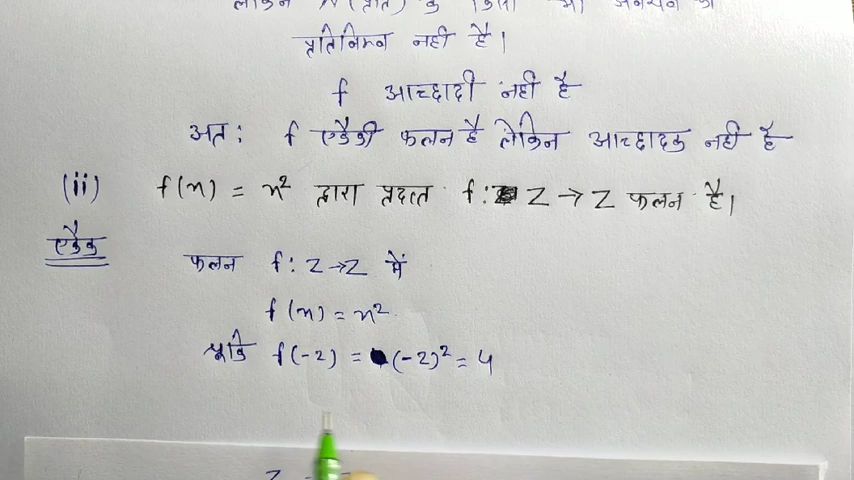 प्रतिबिम्ब नहीं है।
f आच्छादी नहीं है
अत: f एकैकी फलन है लेकिन आच्छादक नहीं है
(ii) f(x) = x² द्वारा प्रदत्त f: Z → Z फलन है।
एकैक
फलन f: Z → Z में
f(x) = x²
चूंकि f(-2) = (-2)² = 4